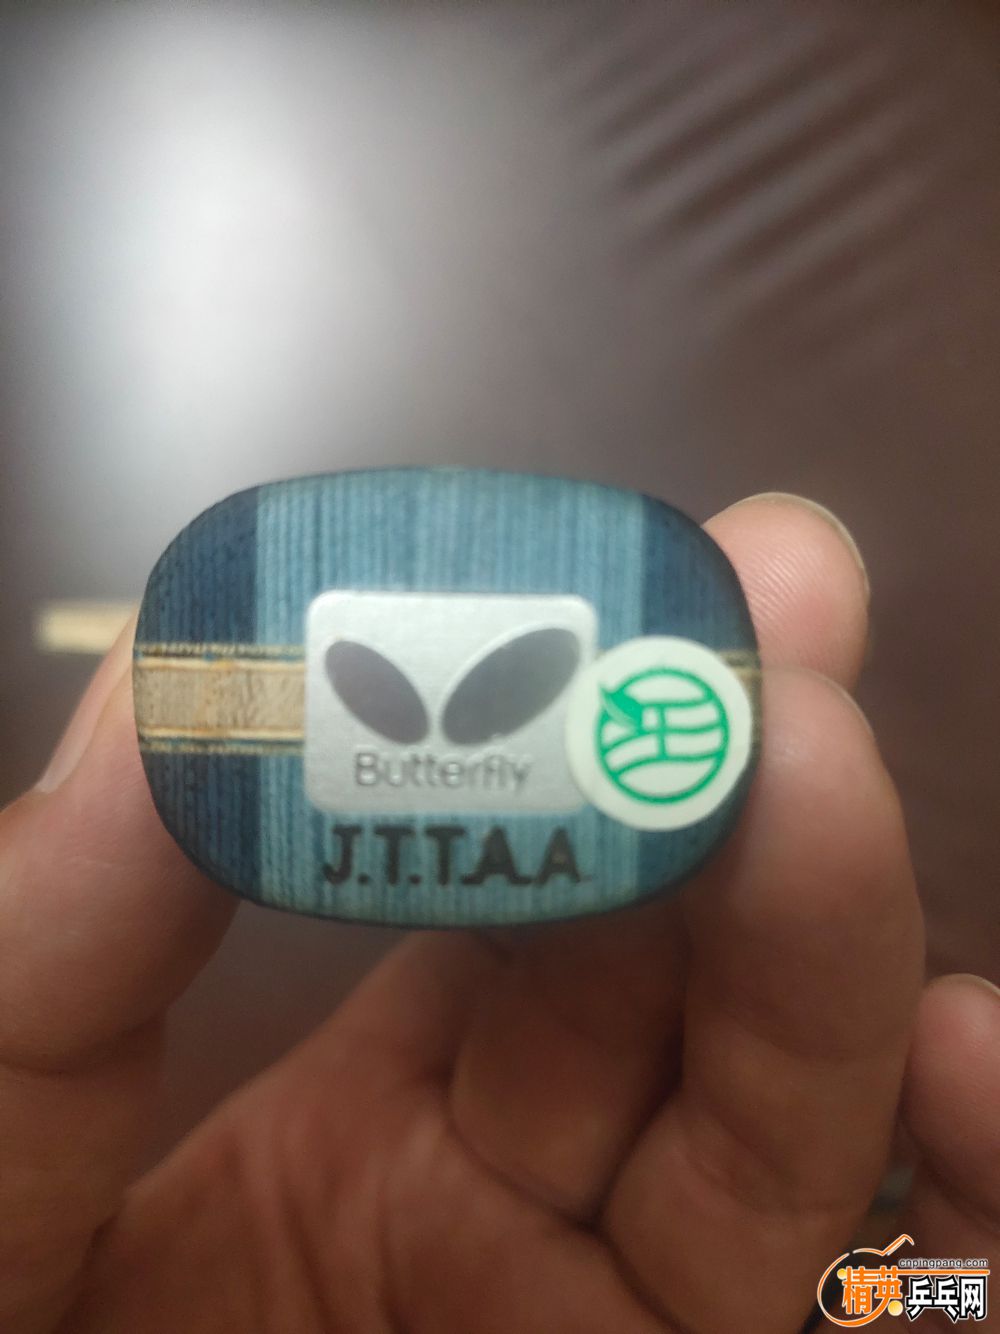 Butterfly
J.T.T.A.A
cnpingpang.com
精英乒乓网